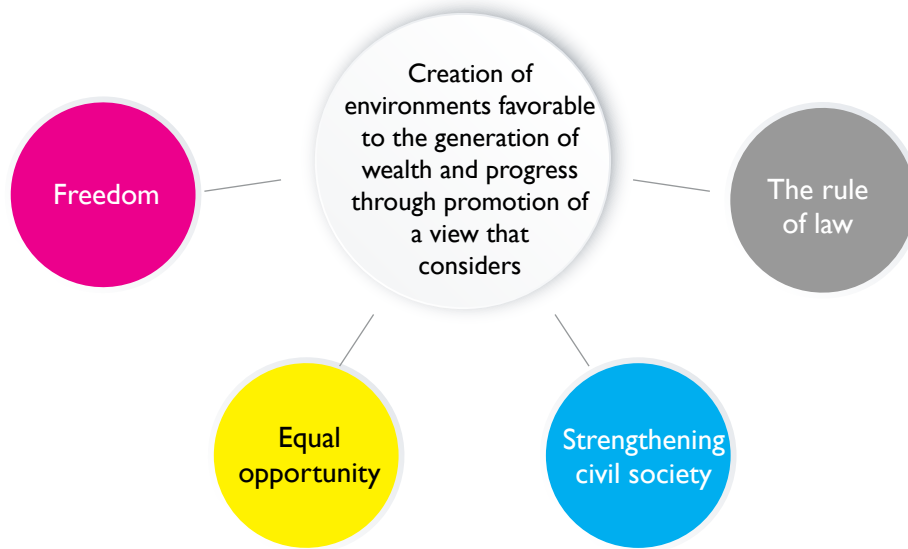 Creation of
environments favorable
to the generation of
wealth and progress
through promotion of
a view that
considers
Freedom
The rule
of law
Equal
opportunity
Strengthening
civil society